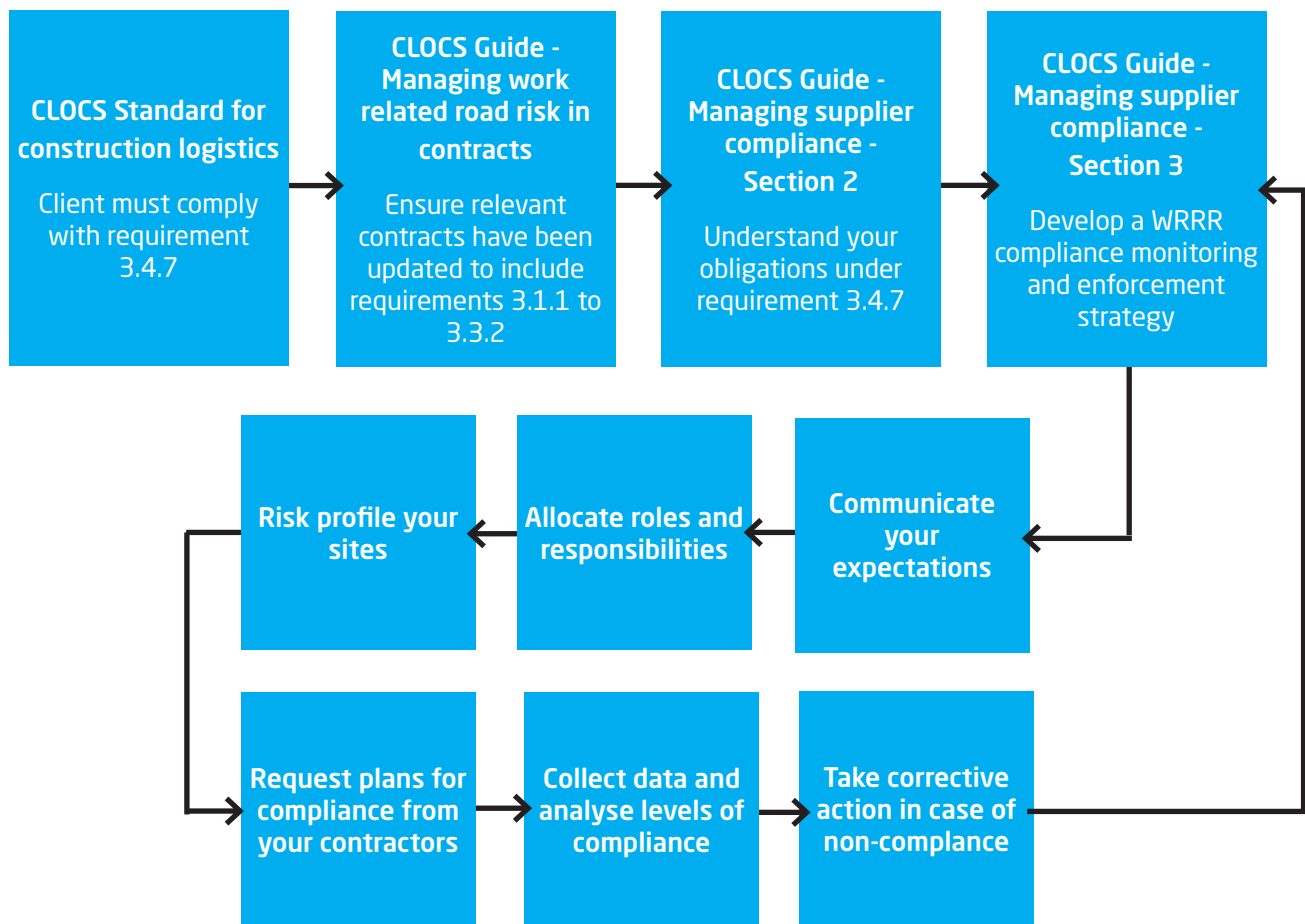 CLOCS Standard for
construction logistics
Client must comply
with requirement
3.4.7
CLOCS Guide -
Managing work
related road risk in
contracts
Ensure relevant
contracts have been
updated to include
requirements 3.1.1 to
3.3.2
CLOCS Guide -
Managing supplier
compliance -
Section 2
Understand your
obligations under
requirement 3.4.7
CLOCS Guide -
Managing supplier
compliance -
Section 3
Develop a WRRR
compliance monitoring
and enforcement
strategy
Communicate
your
expectations
Allocate roles and
responsibilities
Risk profile your
sites
Request plans for
compliance from
your contractors
Collect data and
analyse levels of
compliance
Take corrective
action in case of
non-complance